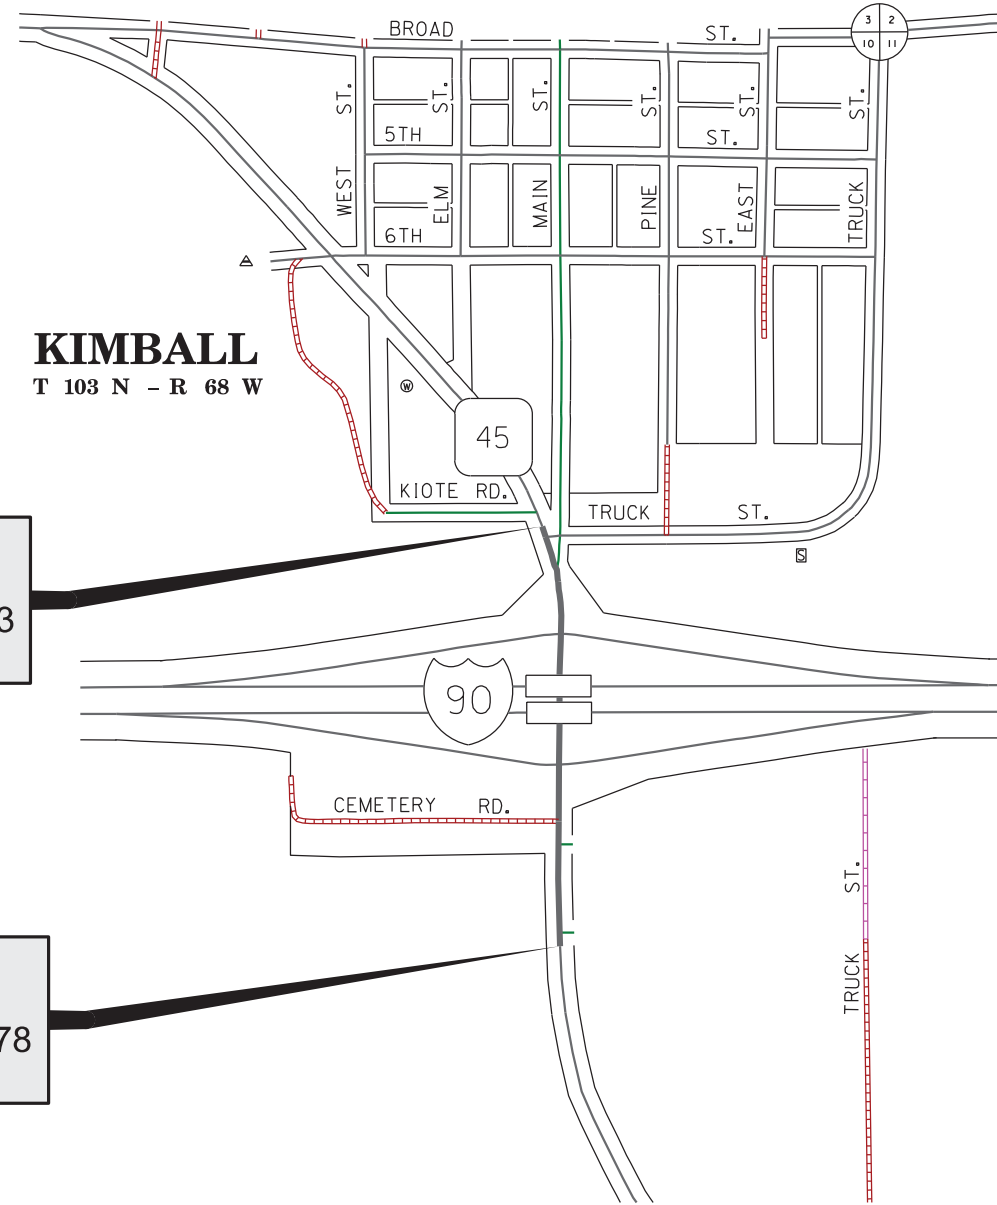 BROAD ST.
3 2
10 11
WEST ST.
ELM ST.
MAIN ST.
PINE ST.
EAST ST.
TRUCK ST.
5TH ST.
6TH ST.
KIMBALL
T 103 N – R 68 W
W
45
KIOTE RD.
TRUCK ST.
S
3
90
CEMETERY RD.
TRUCK ST.
78